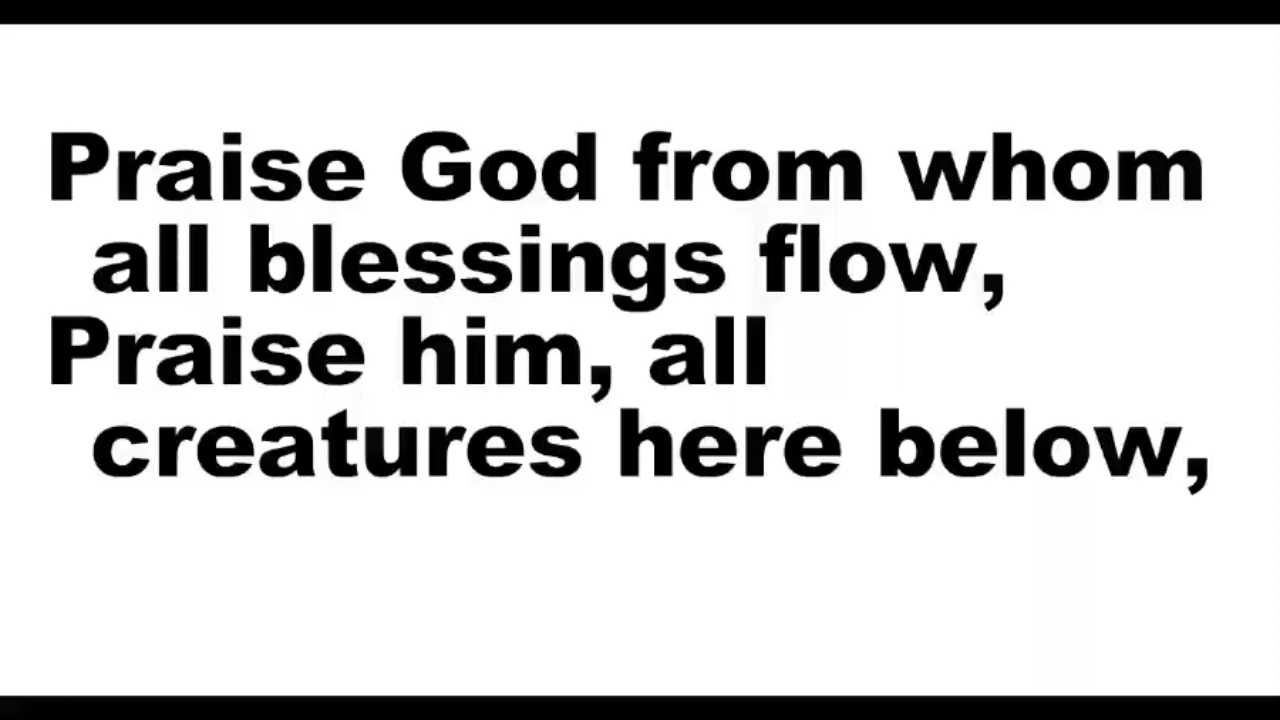 Praise God from whom
all blessings flow,
Praise him, all
creatures here below,